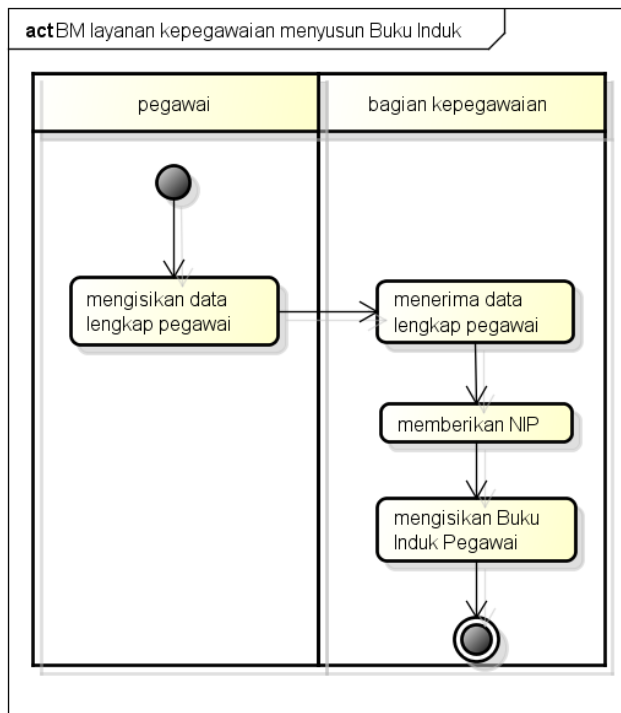 act BM layanan kepegawaian menyusun Buku Induk
pegawai
bagian kepegawaian
mengisikan data
lengkap pegawai
menerima data
lengkap pegawai
memberikan NIP
mengisikan Buku
Induk Pegawai